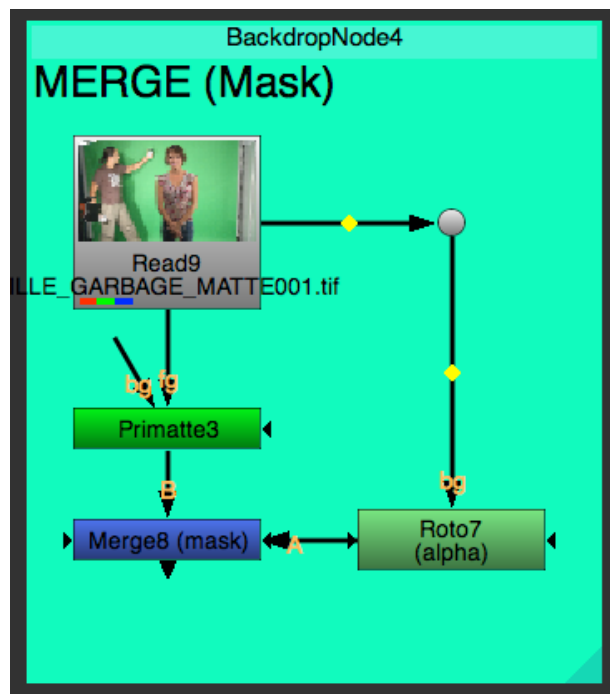 BackdropNode4
MERGE (Mask)
Read9
ILLE_GARBAGE_MATTE001.tif
bg
fg
Primatte3
B
bg
Merge8 (mask)
A
Roto7
(alpha)